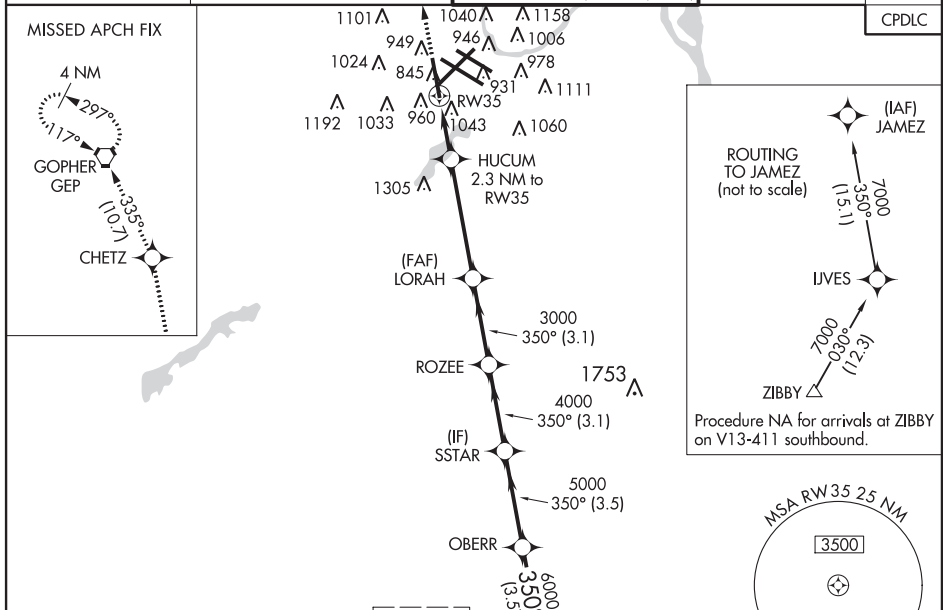 MISSED APCH FIX
4 NM
297°
117°
GOPHER
GEP
335°
(10.7)
CHETZ
1101
1040
1158
949
946
1006
1024
845
978
931
1111
RW35
1192
1033
960
1043
1060
HUCUM
2.3 NM to
RW35
1305
(FAF)
LORAH
3000
350° (3.1)
ROZEE
1753
4000
350° (3.1)
(IF)
SSTAR
5000
350° (3.5)
OBERR
6000
350°
(3.5
CPDLC
(IAF)
JAMEZ
ROUTING
TO JAMEZ
(not to scale)
7000
350°
(15.1)
IJVES
7000
030°
(12.3)
ZIBBY
Procedure NA for arrivals at ZIBBY
on V13-411 southbound.
MSA RW35 25 NM
3500